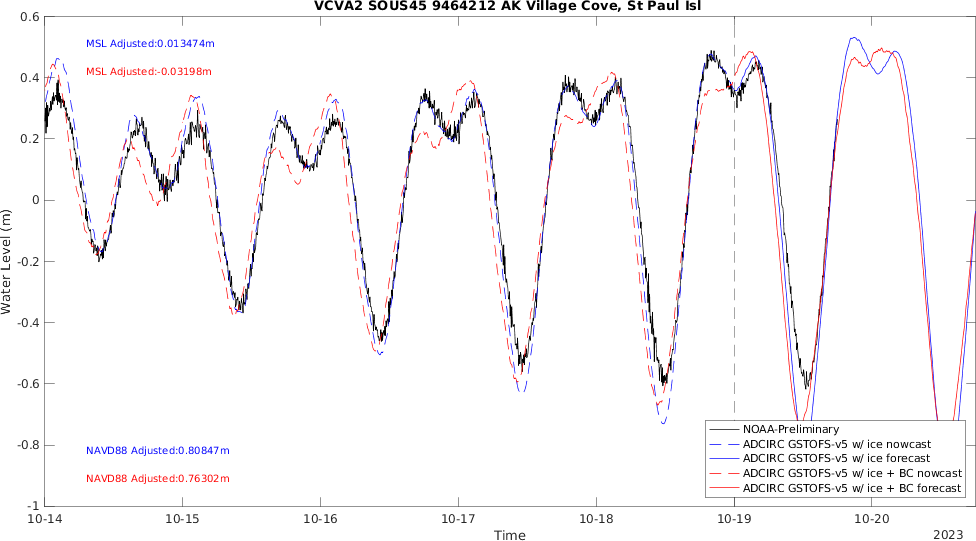 VCVA2 SOUS45 9464212 AK Village Cove, St Paul Isl
0.6
0.4
0.2
0
-0.2
-0.4
-0.6
-0.8
-1
Water Level (m)
MSL Adjusted:0.013474m
MSL Adjusted:-0.03198m
NAVD88 Adjusted:0.80847m
NAVD88 Adjusted:0.76302m
NOAA-Preliminary
ADCIRC GSTOFS-v5 w/ ice nowcast
ADCIRC GSTOFS-v5 w/ ice forecast
ADCIRC GSTOFS-v5 w/ ice + BC nowcast
ADCIRC GSTOFS-v5 w/ ice + BC forecast
10-14 10-15 10-16 10-17 10-18 10-19 10-20
Time
2023